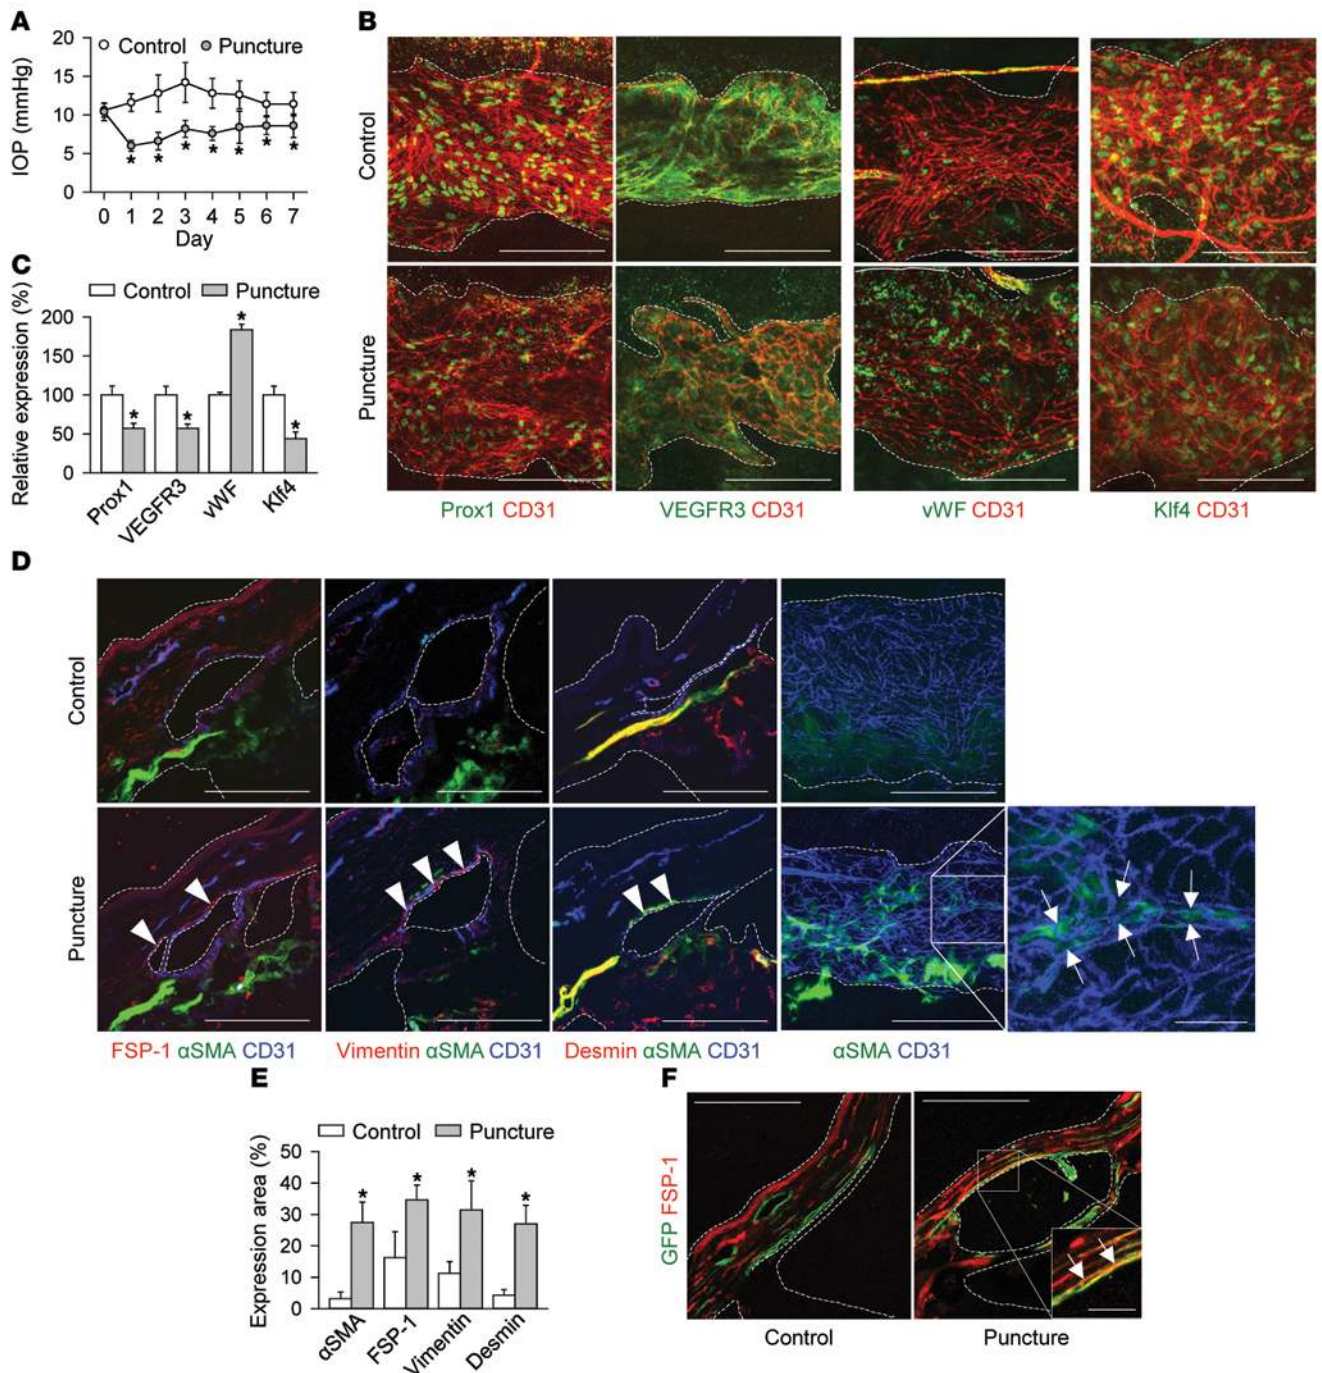 A
IOP (mmHg)
20
15
10
5
0
Control Puncture
* * * * * * *
0 1 2 3 4 5 6 7
Day
B
Control
Puncture
Prox1 CD31
VEGFR3 CD31
vWF CD31
Klf4 CD31
C
Control Puncture
Relative expression (%)
200
150
100
50
0
* * * *
Prox1
VEGFR3
vWF
Klf4
D
Control
Puncture
FSP-1 αSMA CD31
Vimentin αSMA CD31
Desmin αSMA CD31
αSMA CD31
E
Control Puncture
Expression area (%)
50
40
30
20
10
0
* * * *
αSMA
FSP-1
Vimentin
Desmin
F
GFP FSP-1
Control
Puncture